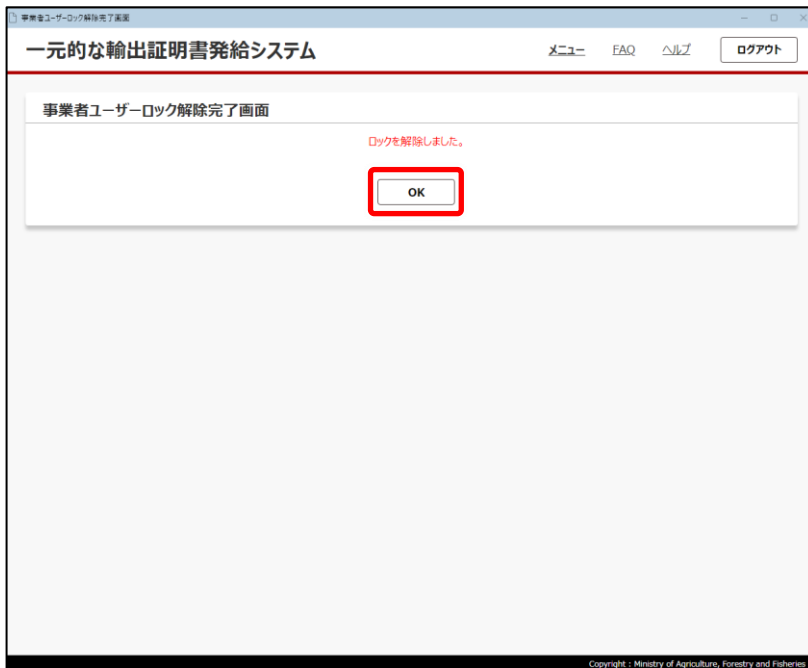 事業者ユーザーロック解除完了画面
一元的な輸出証明書発給システム
メニュー FAQ ヘルプ ログアウト
事業者ユーザーロック解除完了画面
ロックを解除しました。
OK
Copyright : Ministry of Agriculture, Forestry and Fisheries